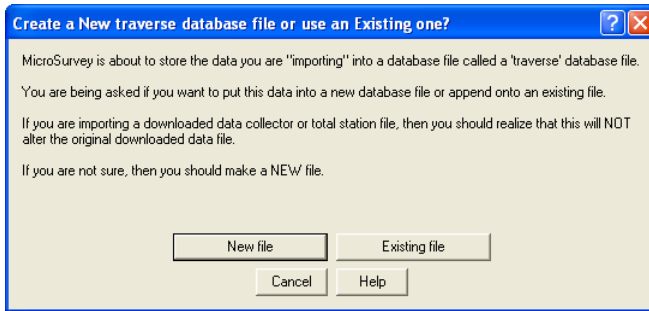 Create a New traverse database file or use an Existing one?
MicroSurvey is about to store the data you are "importing" into a database file called a 'traverse' database file.
You are being asked if you want to put this data into a new database file or append onto an existing file.
If you are importing a downloaded data collector or total station file, then you should realize that this will NOT
alter the original downloaded data file.
If you are not sure, then you should make a NEW file.
New file
Existing file
Cancel
Help